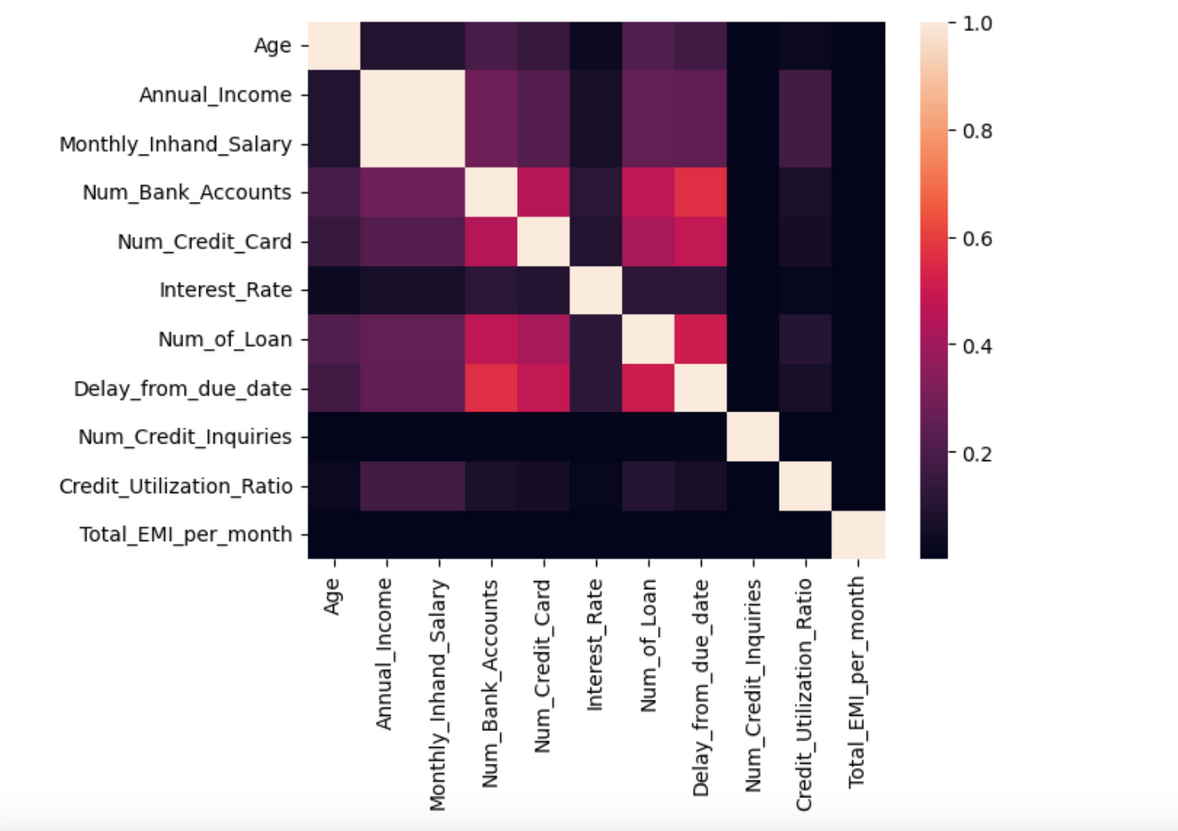 Age
Annual_Income
Monthly_Inhand_Salary
Num_Bank_Accounts
Num_Credit_Card
Interest_Rate
Num_of_Loan
Delay_from_due_date
Num_Credit_Inquiries
Credit_Utilization_Ratio
Total_EMI_per_month
1.0
0.8
0.6
0.4
0.2
Age
Annual_Income
Monthly_Inhand_Salary
Num_Bank_Accounts
Num_Credit_Card
Interest_Rate
Num_of_Loan
Delay_from_due_date
Num_Credit_Inquiries
Credit_Utilization_Ratio
Total_EMI_per_month